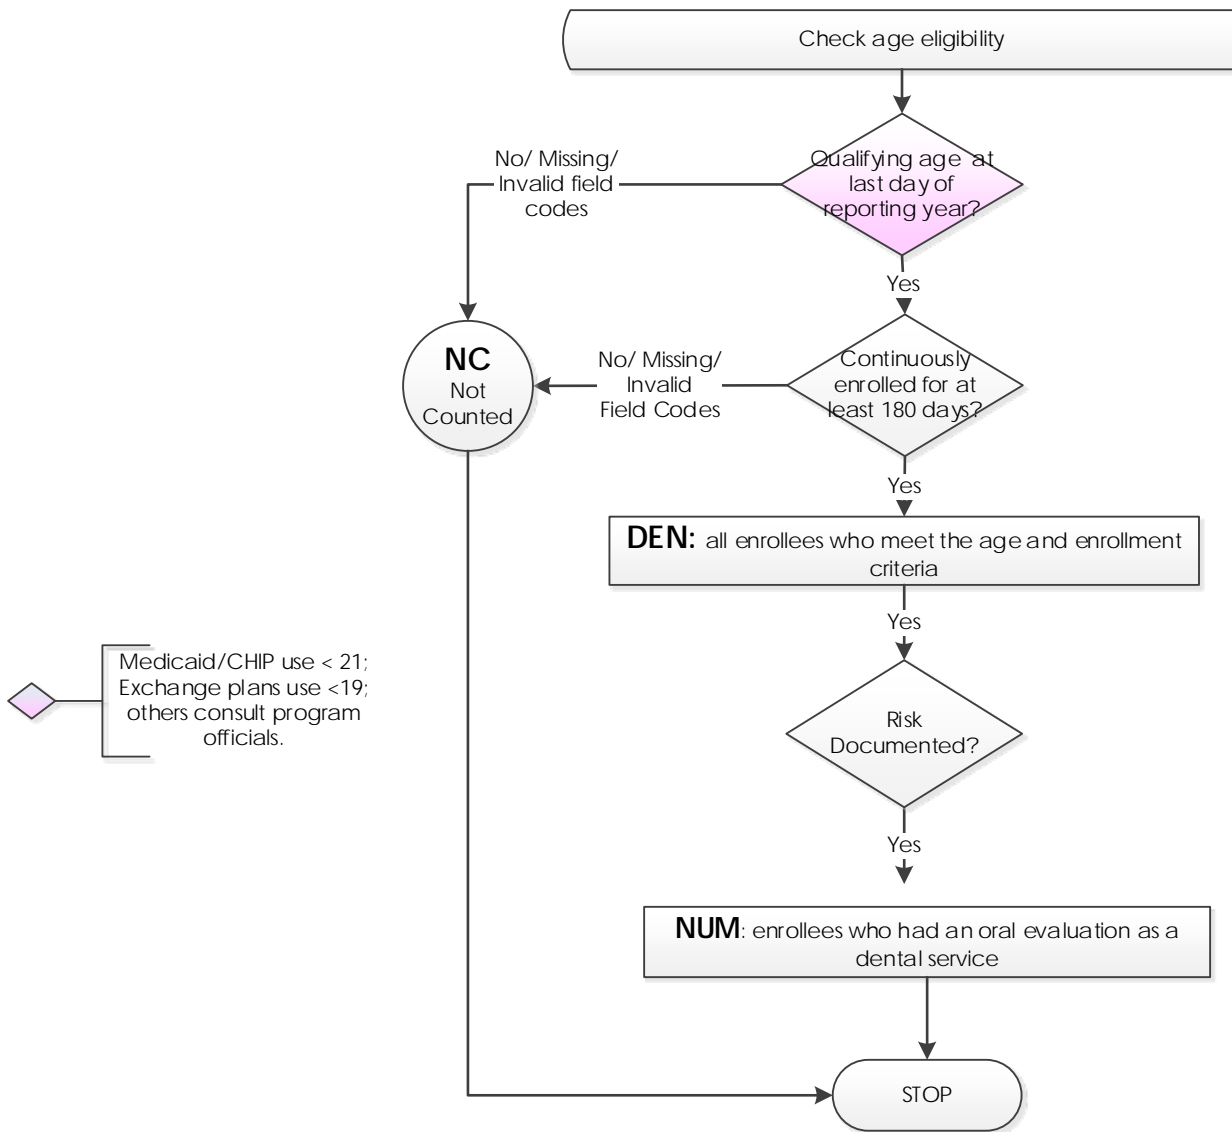 Check age eligibility
Qualifying age at
last day of
reporting year?
No/ Missing/
Invalid field
codes
Yes
NC
Not
Counted
No/ Missing/
Invalid
Field Codes
Continuously
enrolled for at
least 180 days?
Yes
DEN: all enrollees who meet the age and enrollment
criteria
Yes
Medicaid/CHIP use < 21;
Exchange plans use <19;
others consult program
officials.
Risk
Documented?
Yes
NUM: enrollees who had an oral evaluation as a
dental service
STOP